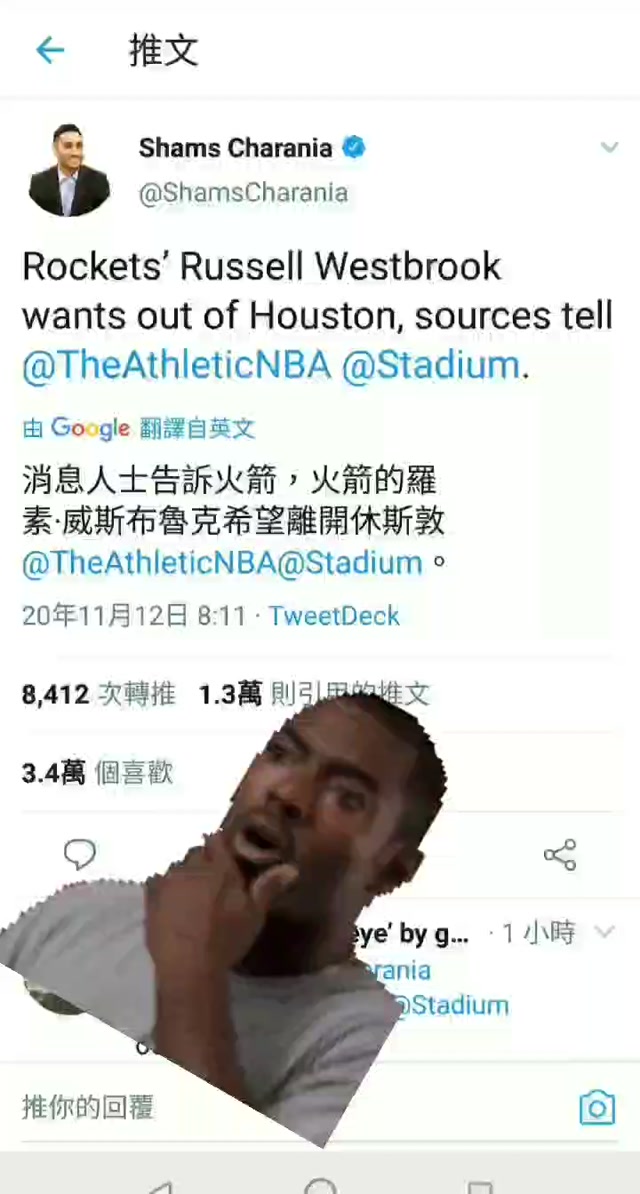 推文
Shams Charania
@ShamsCharania
Rockets’ Russell Westbrook
wants out of Houston, sources tell
@TheAthleticNBA @Stadium.
由 Google 翻譯自英文
消息人士告訴火箭，火箭的羅
素·威斯布魯克希望離開休斯敦
@TheAthleticNBA@Stadium。
20年11月12日 8:11 · TweetDeck
8,412 次轉推 1.3萬 則引用的推文
3.4萬 個喜歡
eye’ by g... · 1 小時
@Stadium
推你的回覆